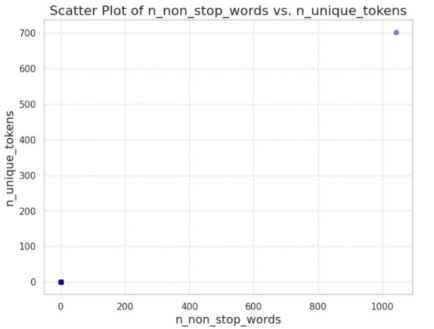 Scatter Plot of n_non_stop_words vs. n_unique_tokens
700
600
500
400
300
200
100
0
n_unique_tokens
0 200 400 600 800 1000
n_non_stop_words